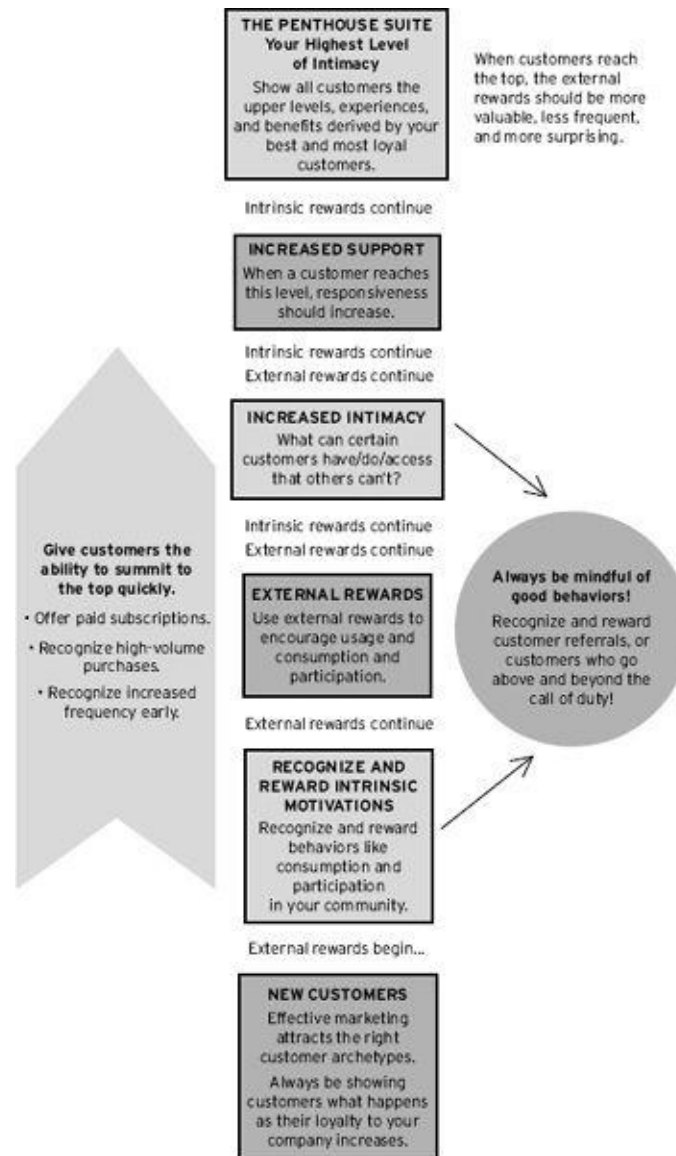 THE PENTHOUSE SUITE
Your Highest Level
of Intimacy
Show all customers the
upper levels, experiences,
and benefits derived by your
best and most loyal
customers.
When customers reach
the top, the external
rewards should be more
valuable, less frequent,
and more surprising.
Intrinsic rewards continue
INCREASED SUPPORT
When a customer reaches
this level, responsiveness
should increase.
Intrinsic rewards continue
External rewards continue
INCREASED INTIMACY
What can certain
customers have/do/access
that others can't?
Intrinsic rewards continue
External rewards continue
Give customers the
ability to summit to
the top quickly.
• Offer paid subscriptions.
• Recognize high-volume
purchases.
• Recognize increased
frequency early.
EXTERNAL REWARDS
Use external rewards to
encourage usage and
consumption and
participation.
Always be mindful of
good behaviors!
Recognize and reward
customer referrals, or
customers who go
above and beyond the
call of duty!
External rewards continue
RECOGNIZE AND
REWARD INTRINSIC
MOTIVATIONS
Recognize and reward
behaviors like
consumption and
participation
in your community.
External rewards begin...
NEW CUSTOMERS
Effective marketing
attracts the right
customer archetypes.
Always be showing
customers what happens
as their loyalty to your
company increases.